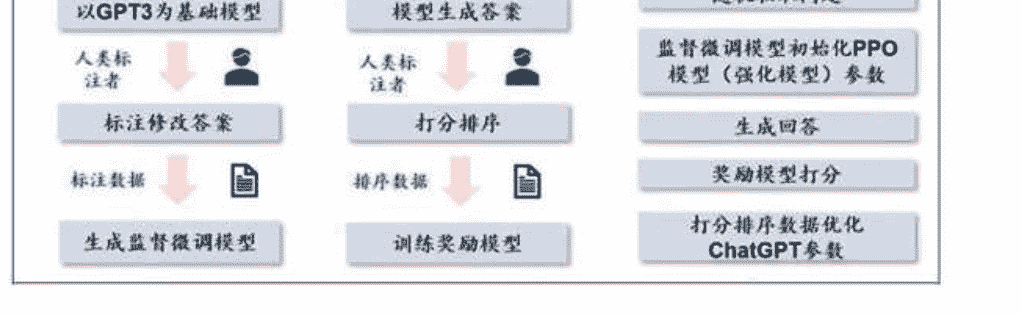 以GPT3为基础模型
人类标
注者
标注修改答案
标注数据
生成监督微调模型
模型生成答案
人类标
注者
打分排序
排序数据
训练奖励模型
监督微调模型初始化PPO
模型（强化模型）参数
生成回答
奖励模型打分
打分排序数据优化
ChatGPT参数